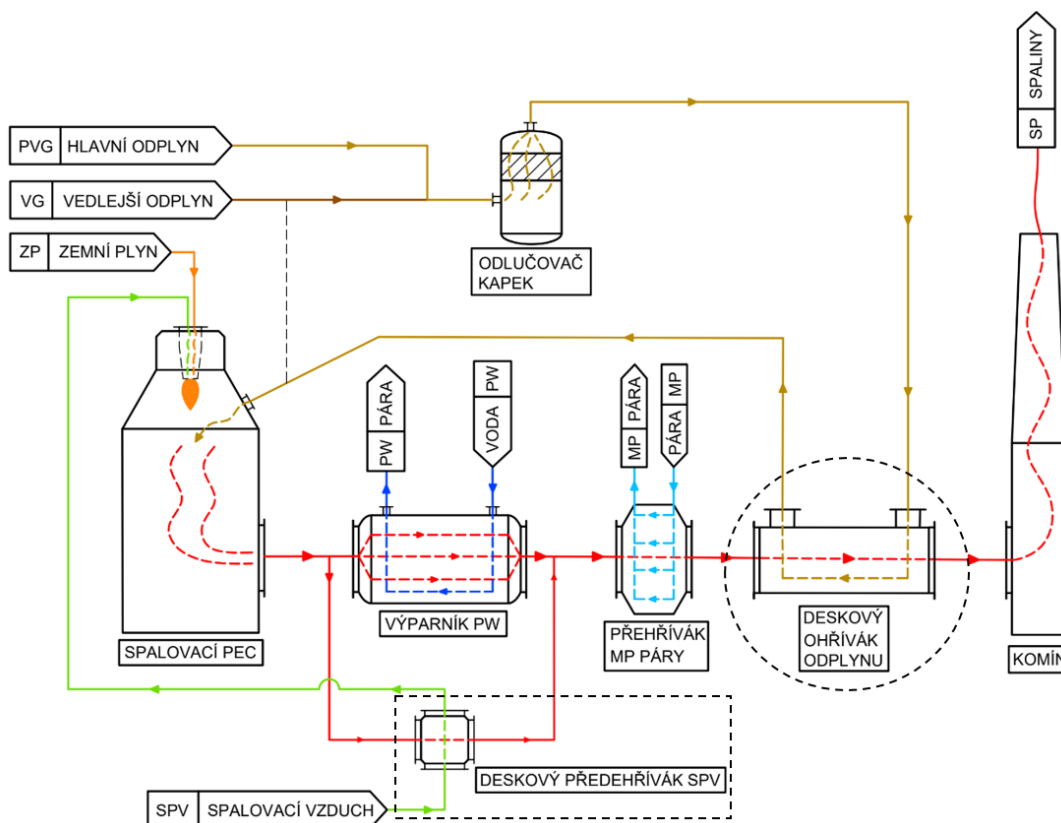 SP SPALINY
PVG HLAVNÍ ODPLYN
VG VEDLEJŠÍ ODPLYN
ZP ZEMNÍ PLYN
ODLUČOVAČ
KAPEK
PW PÁRA
VODA PW
MP PÁRA
PÁRA MP
SPALOVACÍ PEC
VÝPARNÍK PW
PŘEHŘÍVÁK
MP PÁRY
DESKOVÝ
OHŘÍVÁK
ODPLYNU
KOMÍN
DESKOVÝ PŘEDEHŘÍVÁK SPV
SPV SPALOVACÍ VZDUCH